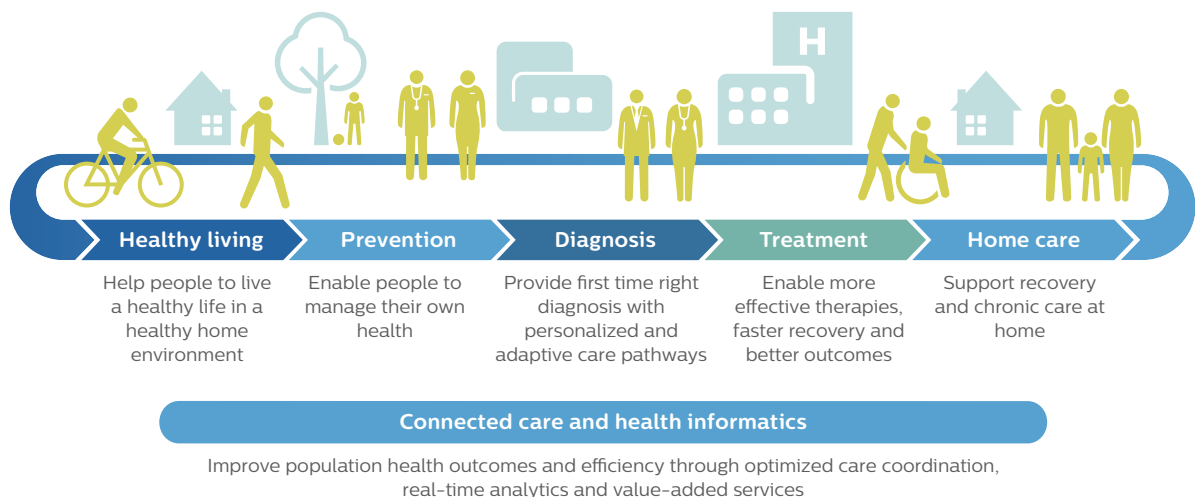 H
Healthy living
Prevention
Diagnosis
Treatment
Home care
Help people to live
a healthy life in a
healthy home
environment
Enable people to
manage their own
health
Provide first time right
diagnosis with
personalized and
adaptive care pathways
Enable more
effective therapies,
faster recovery and
better outcomes
Support recovery
and chronic care at
home
Connected care and health informatics
Improve population health outcomes and efficiency through optimized care coordination,
real-time analytics and value-added services